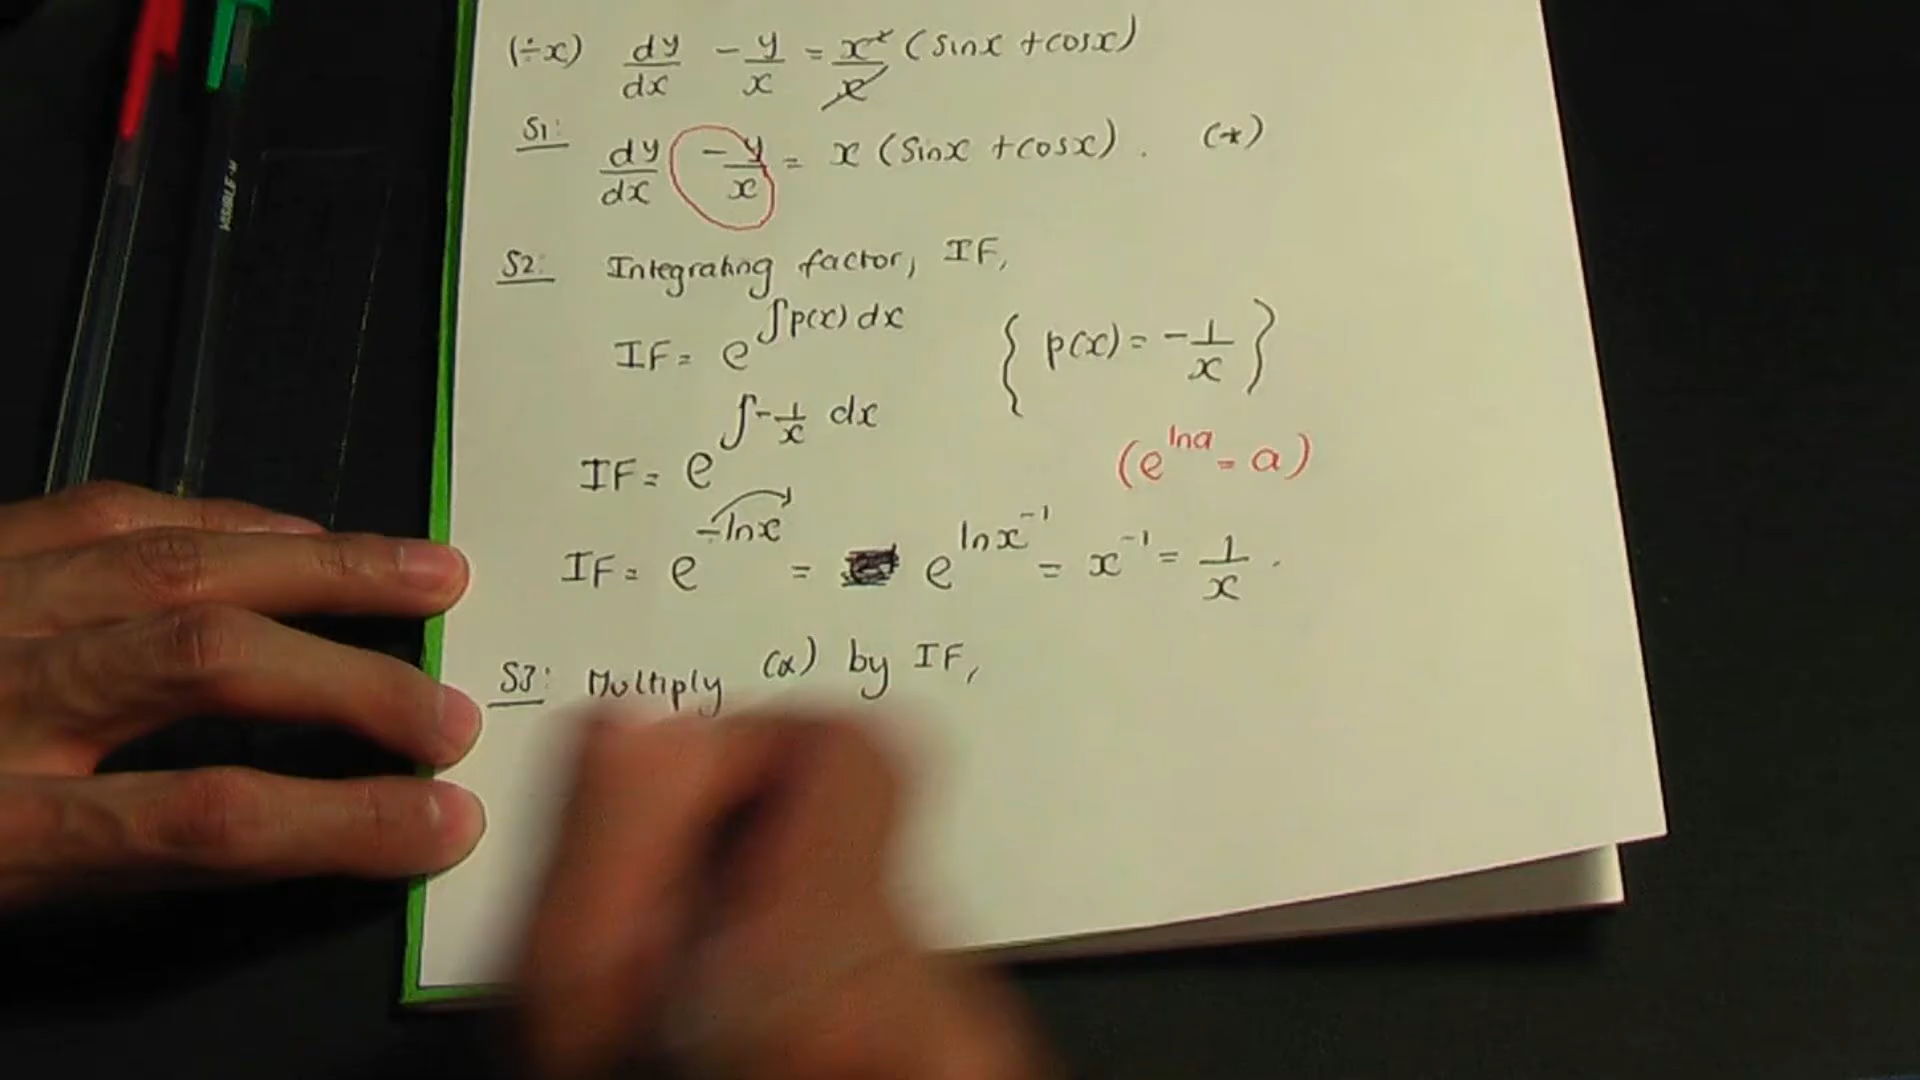 (÷x) dy/dx - y/x = x²/x (sinx + cosx)
S1: dy/dx - y/x = x (sinx + cosx). (*)
S2: Integrating factor, IF,
IF = e^∫p(x) dx { p(x) = -1/x }
IF = e^∫-1/x dx (e^lna = a)
IF = e^-lnx = e^lnx^-1 = x^-1 = 1/x.
S3: Multiply (*) by IF,
VISIBLE